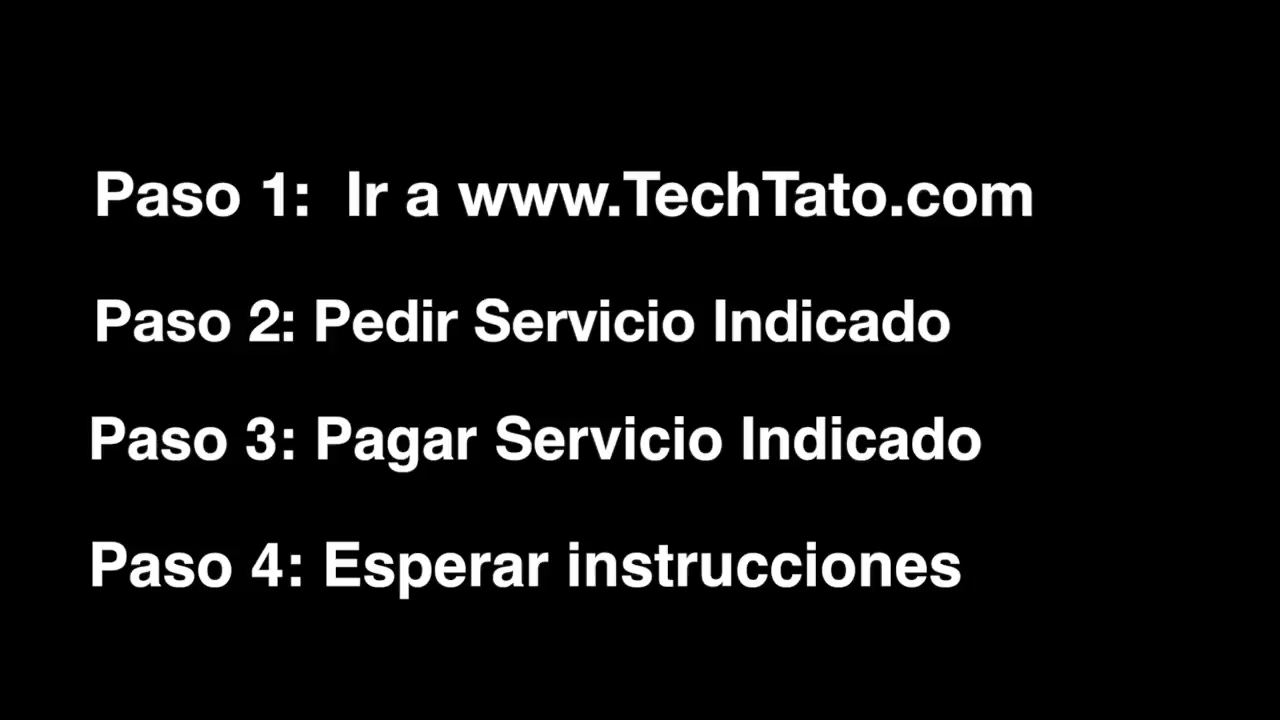 Paso 1:  Ir a www.TechTato.com
Paso 2: Pedir Servicio Indicado
Paso 3: Pagar Servicio Indicado
Paso 4: Esperar instrucciones